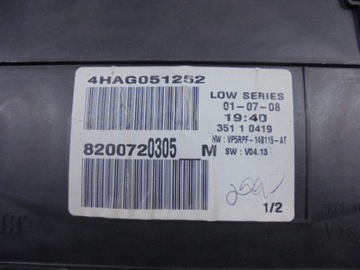 4HAG051252
LOW SERIES
01-07-08
19:40
351 1 0419
HW : VP5RPF-14B115-AT
SW : V04.13
8200720305__M
1/2